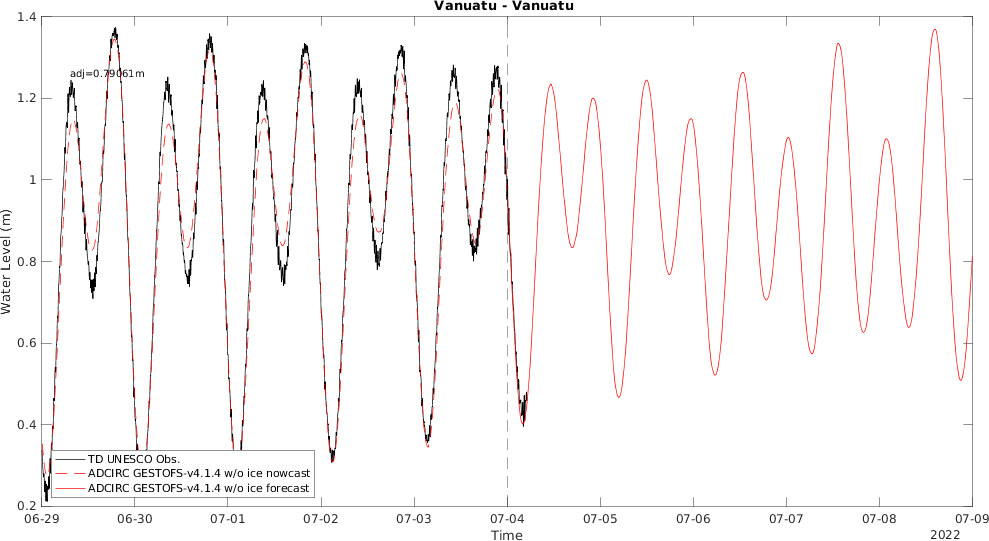 Vanuatu - Vanuatu
1.4
1.2
1
0.8
0.6
0.4
0.2
Water Level (m)
adj=0.79061m
TD UNESCO Obs.
ADCIRC GESTOFS-v4.1.4 w/o ice nowcast
ADCIRC GESTOFS-v4.1.4 w/o ice forecast
06-29 06-30 07-01 07-02 07-03 07-04 07-05 07-06 07-07 07-08 07-09
Time
2022